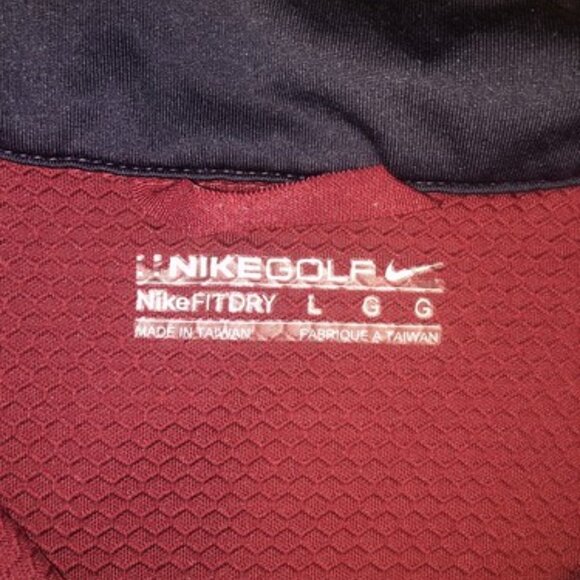 NIKEGOLF
NikeFITDRY L G G
MADE IN TAIWAN FABRIQUE A TAIWAN